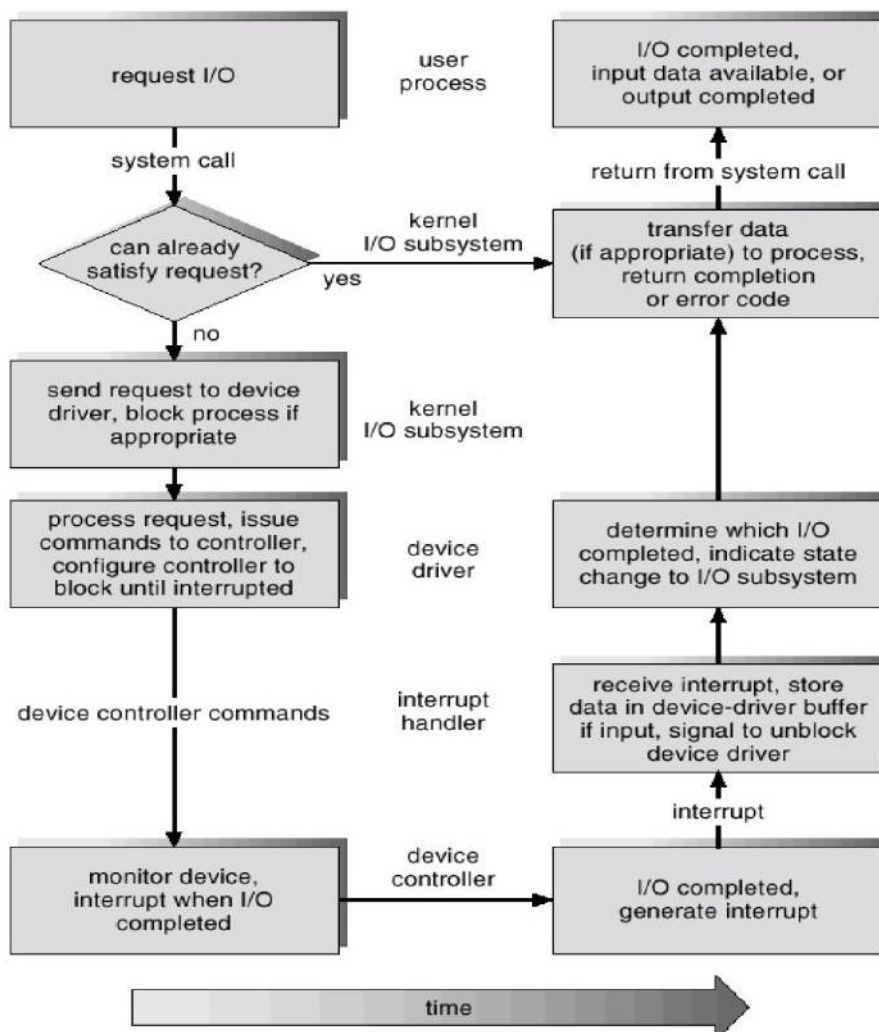 request I/O
user
process
I/O completed,
input data available, or
output completed
system call
return from system call
can already
satisfy request?
kernel
I/O subsystem
yes
transfer data
(if appropriate) to process,
return completion
or error code
no
send request to device
driver, block process if
appropriate
kernel
I/O subsystem
process request, issue
commands to controller,
configure controller to
block until interrupted
device
driver
determine which I/O
completed, indicate state
change to I/O subsystem
device controller commands
interrupt
handler
receive interrupt, store
data in device-driver buffer
if input, signal to unblock
device driver
interrupt
monitor device,
interrupt when I/O
completed
device
controller
I/O completed,
generate interrupt
time